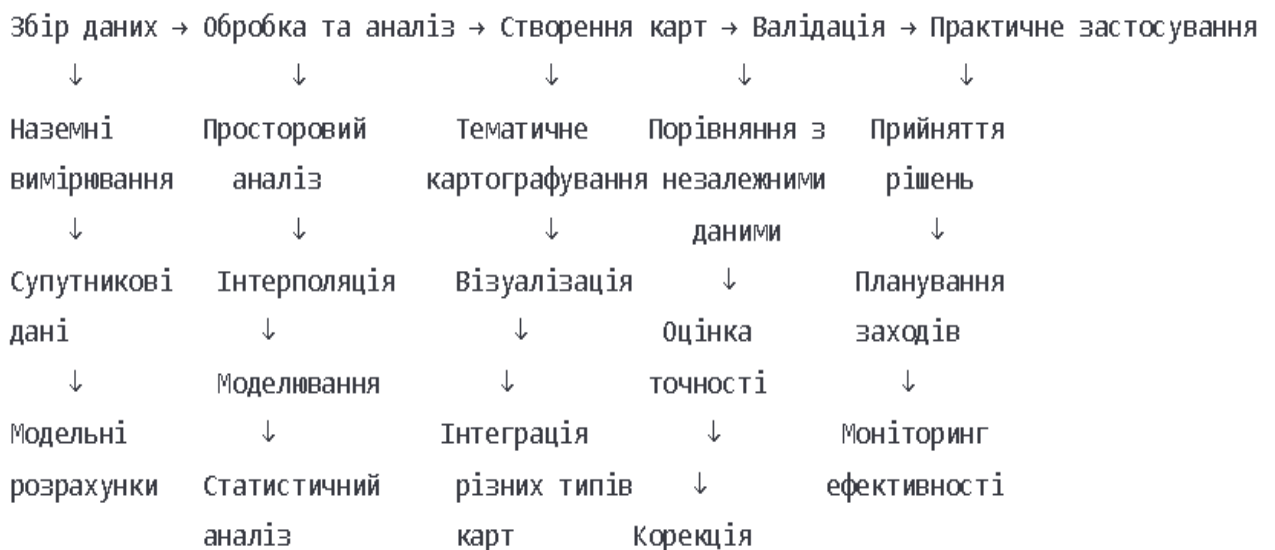 Збір даних → Обробка та аналіз → Створення карт → Валідація → Практичне застосування
↓ ↓ ↓ ↓ ↓
Наземні Просторовий Тематичне Порівняння з Прийняття
вимірювання аналіз картографування незалежними рішень
↓ ↓ ↓ даними ↓
Супутникові Інтерполяція Візуалізація ↓ Планування
дані ↓ ↓ Оцінка заходів
↓ Моделювання ↓ точності ↓
Модельні ↓ Інтеграція ↓ Моніторинг
розрахунки Статистичний різних типів ↓ ефективності
аналіз карт Корекція